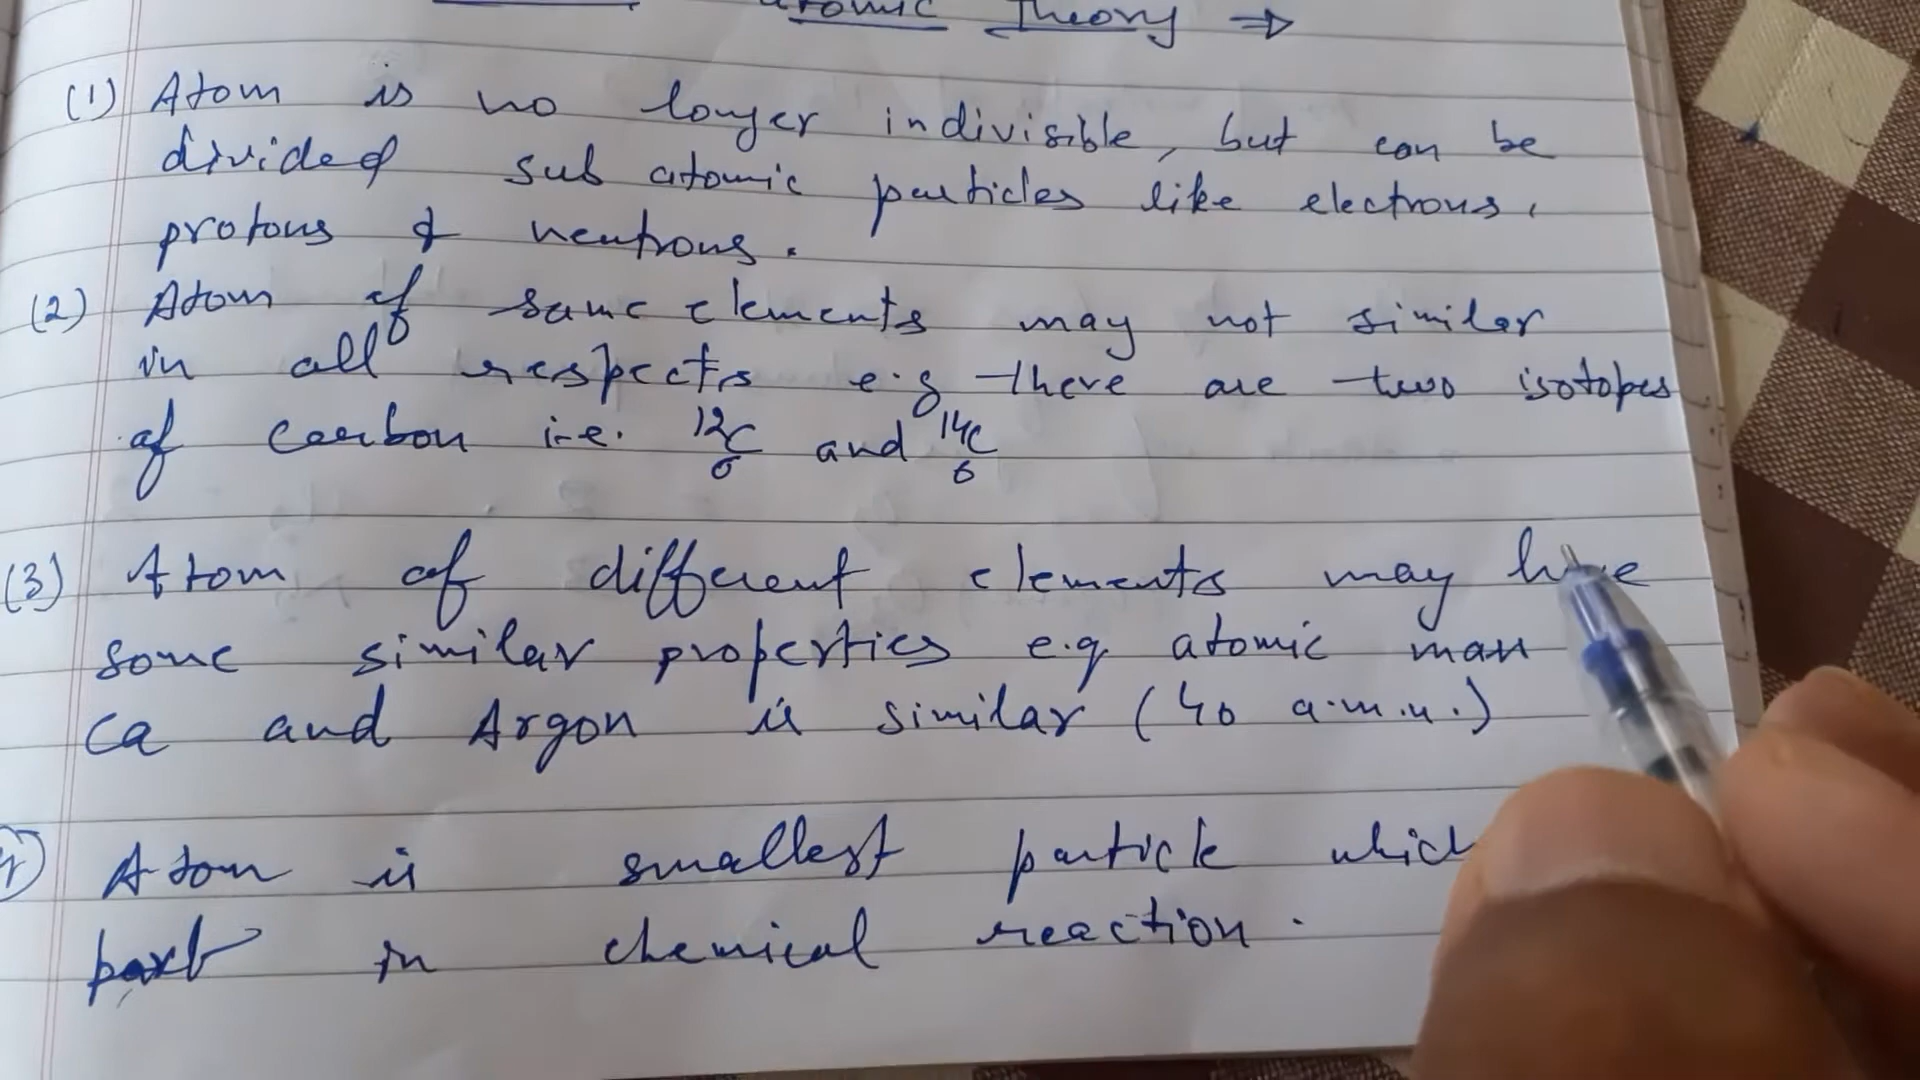 atomic Theory ⇒
(1) Atom is no longer indivisible, but can be
divided sub atomic particles like electrons,
protons & neutrons.
(2) Atom of same elements may not similar
in all respects e.g there are two isotopes
of carbon i.e. ¹²₆C and ¹⁴₆C
(3) Atom of different elements may have
some similar properties e.g. atomic mass
Ca and Argon is similar (40 a.m.u.)
Atom is smallest particle which
part in chemical reaction.